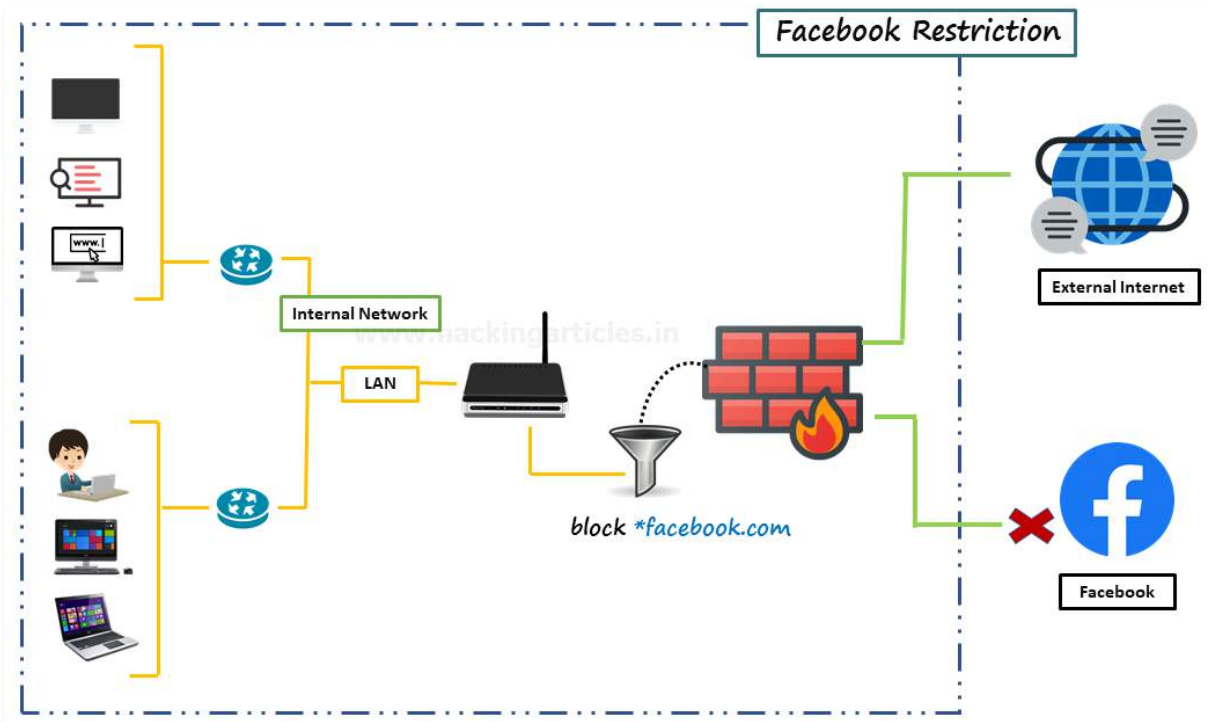 Facebook Restriction
www.|
External Internet
Internal Network
www.hackingarticles.in
LAN
block *facebook.com
Facebook